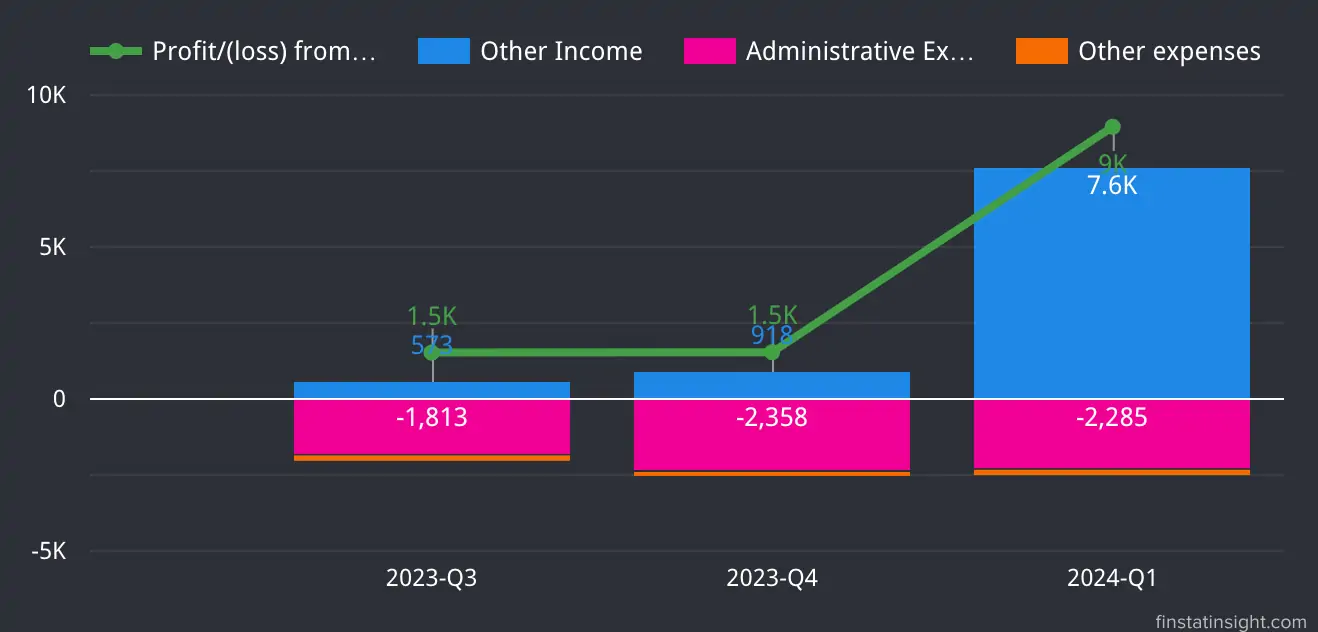 Profit/(loss) from... Other Income Administrative Ex... Other expenses
10K
9K
7.6K
5K
1.5K 1.5K
573 918
0
-1,813 -2,358 -2,285
-5K
2023-Q3 2023-Q4 2024-Q1
finstatinsight.com